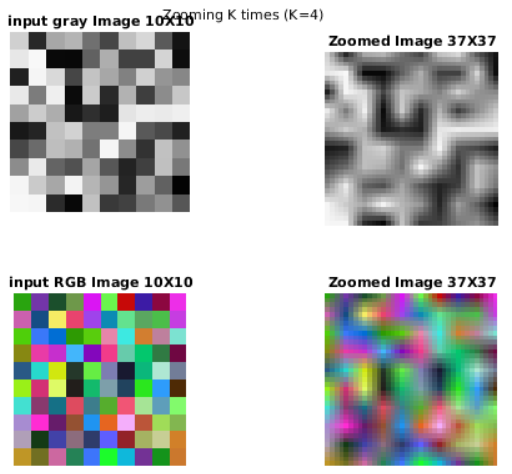 Zooming K times (K=4)
input gray Image 10X10
Zoomed Image 37X37
input RGB Image 10X10
Zoomed Image 37X37